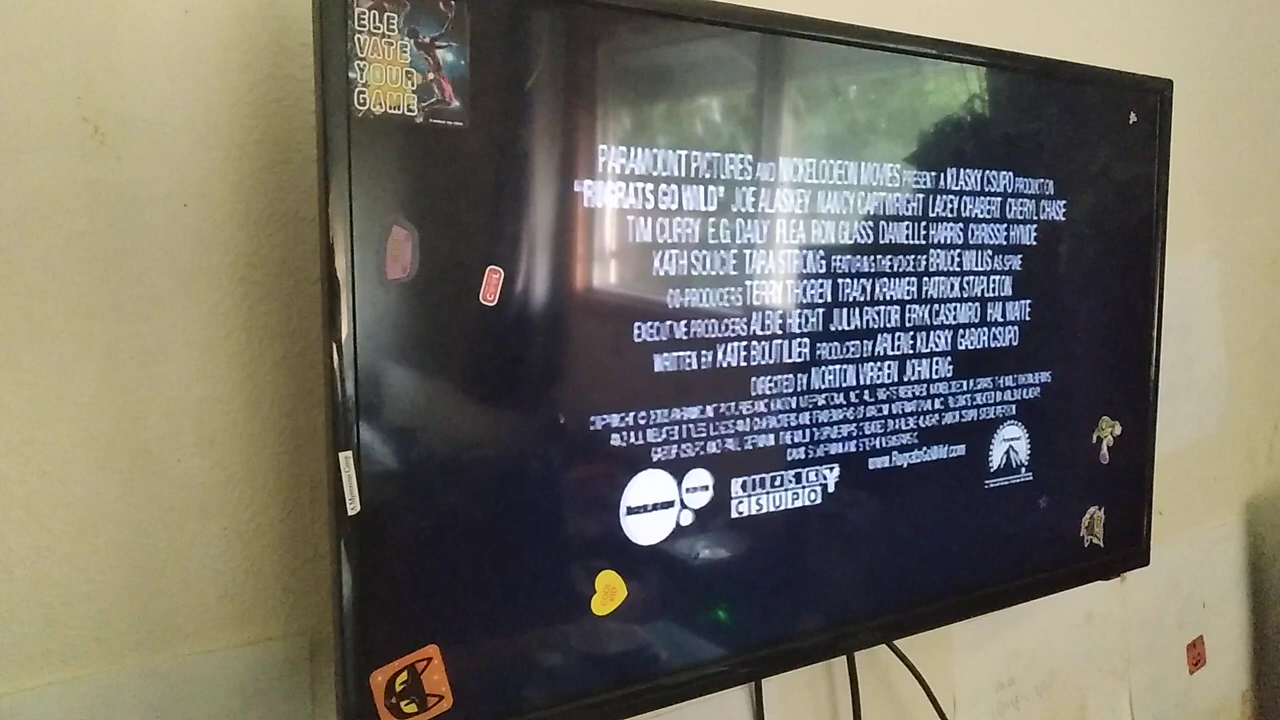 ELE
VATE
YOUR
GAME
PARAMOUNT PICTURES AND NICKELODEON MOVIES PRESENT A KLASKY CSUPO PRODUCTION
"RUGRATS GO WILD" JOE ALASKEY NANCY CARTWRIGHT LACEY CHABERT CHERYL CHASE
TIM CURRY E.G. DAILY FLEA RON GLASS DANIELLE HARRIS CHRISSIE HYNDE
KATH SOUCIE TARA STRONG FEATURING THE VOICE OF BRUCE WILLIS AS SPIKE
CO-PRODUCERS TERRY THOREN TRACY KRAMER PATRICK STAPLETON
EXECUTIVE PRODUCERS ALBIE HECHT JULIA PISTOR ERYK CASEMIRO HAL WAITE
WRITTEN BY KATE BOUTILIER PRODUCED BY ARLENE KLASKY GABOR CSUPO
DIRECTED BY NORTON VIRGIEN JOHN ENG
www.RugratsGoWild.com
KLASKY
CSUPO